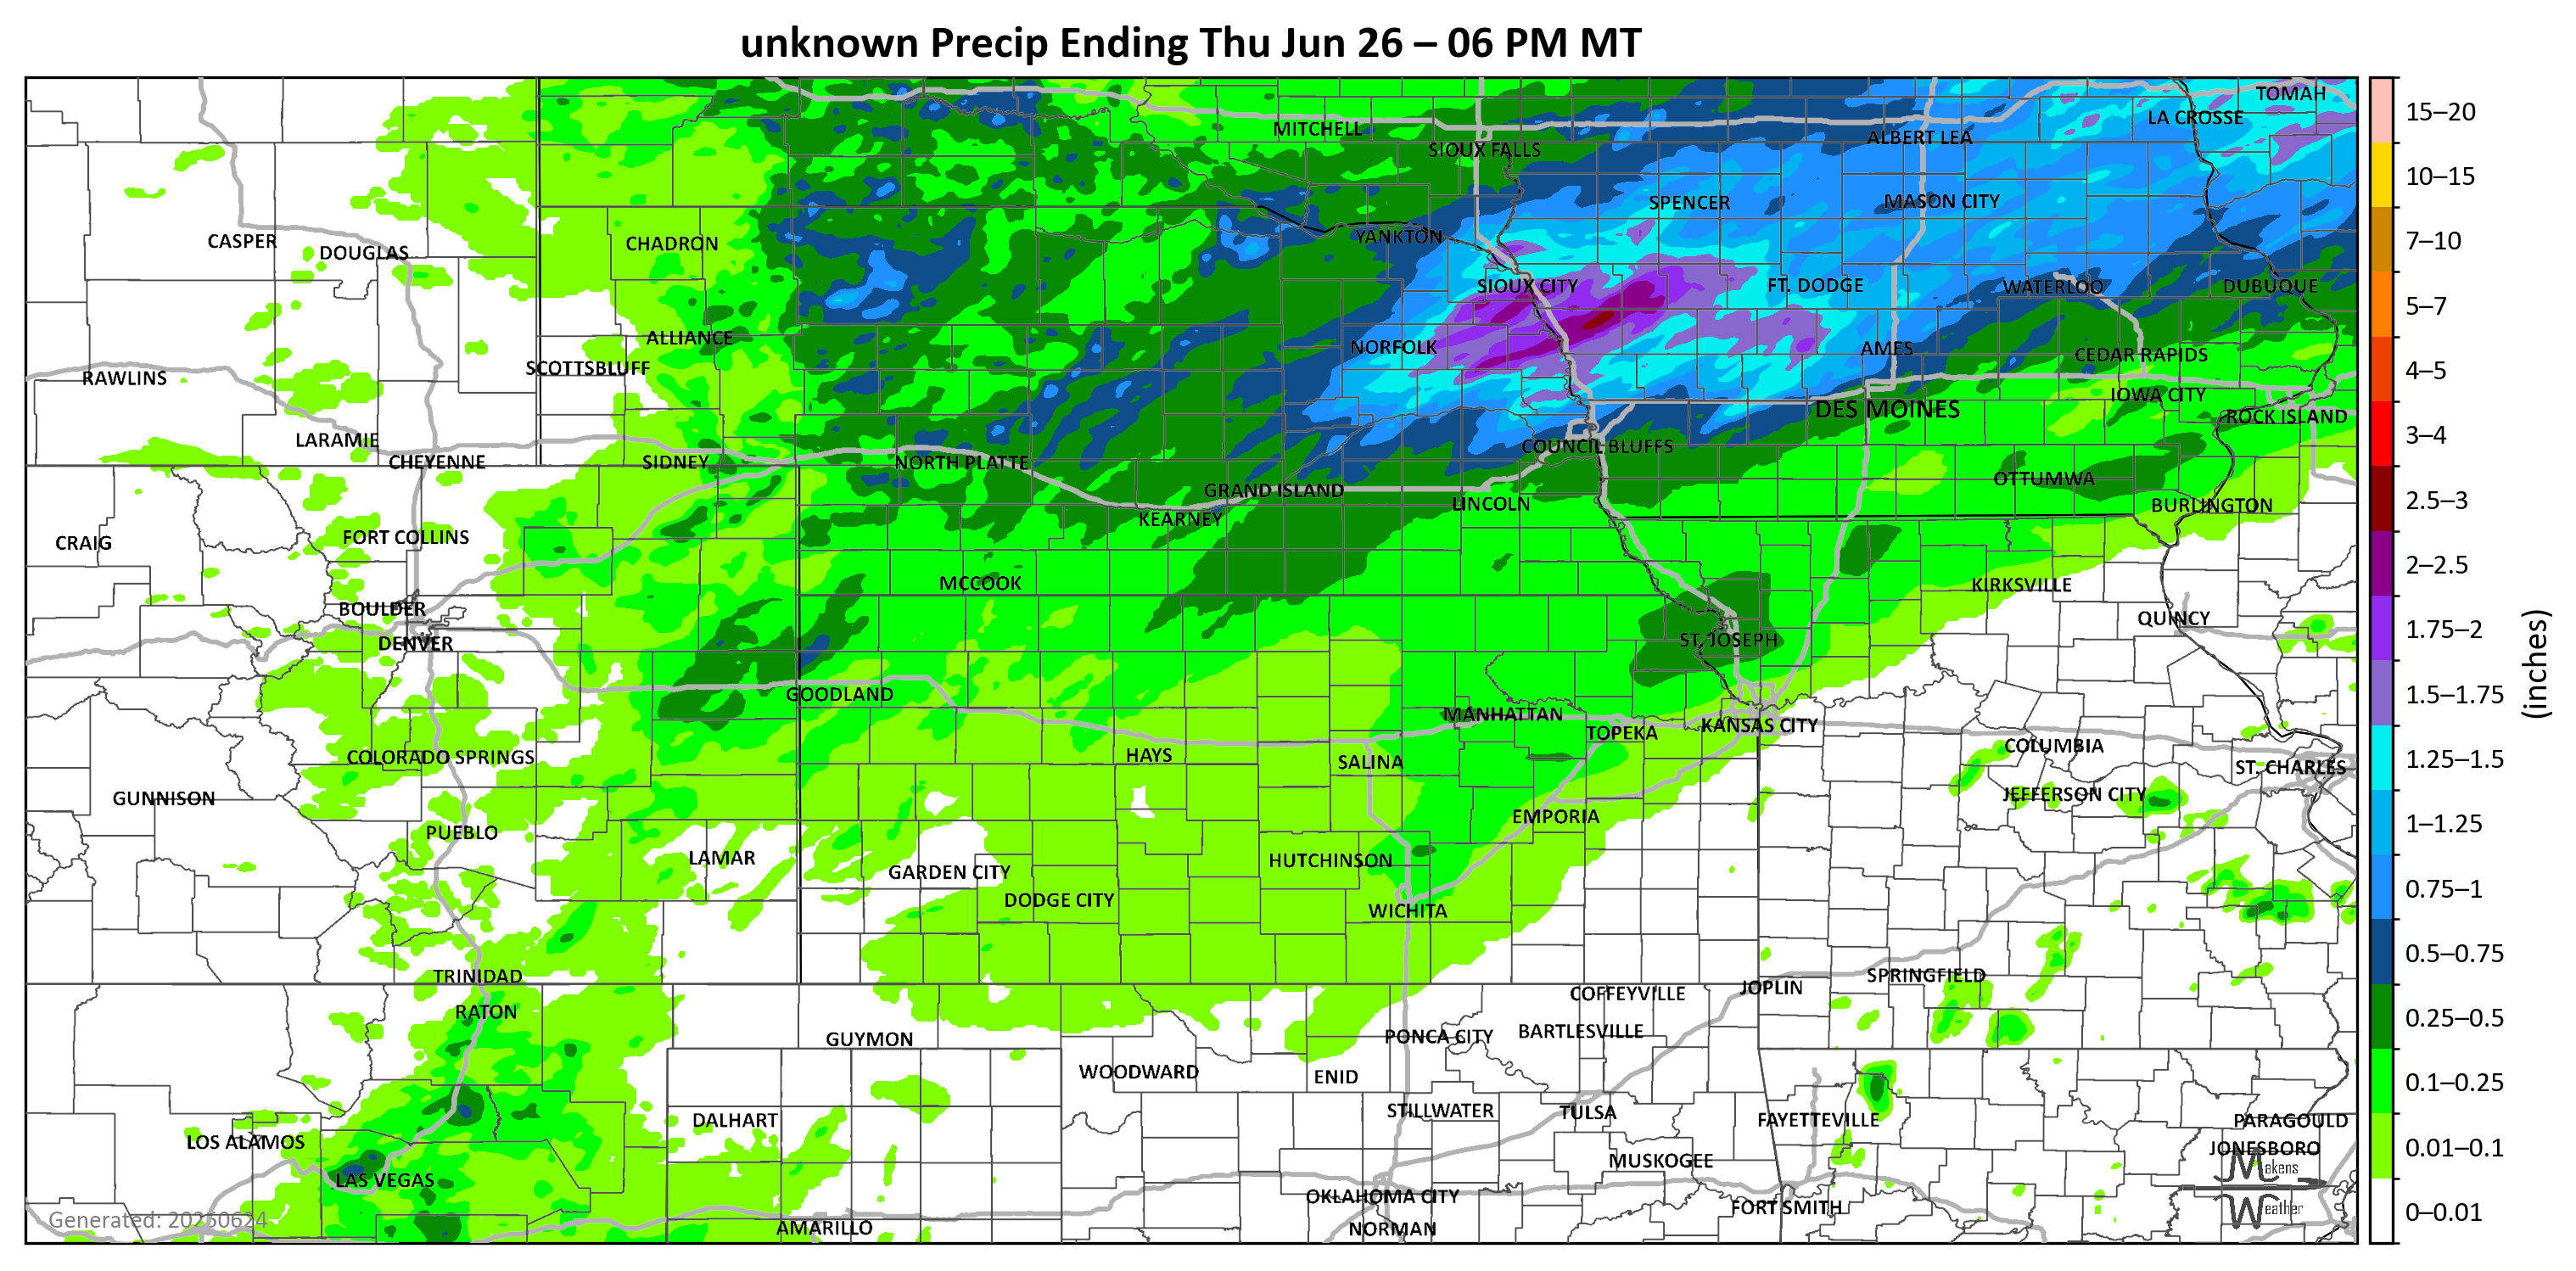 unknown Precip Ending Thu Jun 26 – 06 PM MT
TOMAH
LA CROSSE
MITCHELL
ALBERT LEA
SIOUX FALLS
SPENCER
MASON CITY
YANKTON
CASPER
DOUGLAS
CHADRON
SIOUX CITY
FT. DODGE
WATERLOO
DUBUQUE
ALLIANCE
NORFOLK
AMES
CEDAR RAPIDS
SCOTTSBLUFF
RAWLINS
IOWA CITY
DES MOINES
ROCK ISLAND
LARAMIE
CHEYENNE
SIDNEY
NORTH PLATTE
COUNCIL BLUFFS
OTTUMWA
GRAND ISLAND
LINCOLN
BURLINGTON
KEARNEY
FORT COLLINS
CRAIG
MCCOOK
KIRKSVILLE
BOULDER
QUINCY
DENVER
ST. JOSEPH
GOODLAND
MANHATTAN
KANSAS CITY
TOPEKA
COLUMBIA
COLORADO SPRINGS
HAYS
SALINA
ST. CHARLES
GUNNISON
JEFFERSON CITY
EMPORIA
PUEBLO
LAMAR
HUTCHINSON
GARDEN CITY
DODGE CITY
WICHITA
TRINIDAD
SPRINGFIELD
JOPLIN
COFFEYVILLE
RATON
GUYMON
PONCA CITY
BARTLESVILLE
WOODWARD
ENID
STILLWATER
TULSA
DALHART
FAYETTEVILLE
PARAGOULD
LOS ALAMOS
JONESBORO
MUSKOGEE
Makens
LAS VEGAS
OKLAHOMA CITY
FORT SMITH
Weather
Generated: 20250624
AMARILLO
NORMAN
15–20
10–15
7–10
5–7
4–5
3–4
2.5–3
2–2.5
1.75–2
1.5–1.75
1.25–1.5
1–1.25
0.75–1
0.5–0.75
0.25–0.5
0.1–0.25
0.01–0.1
0–0.01
(inches)